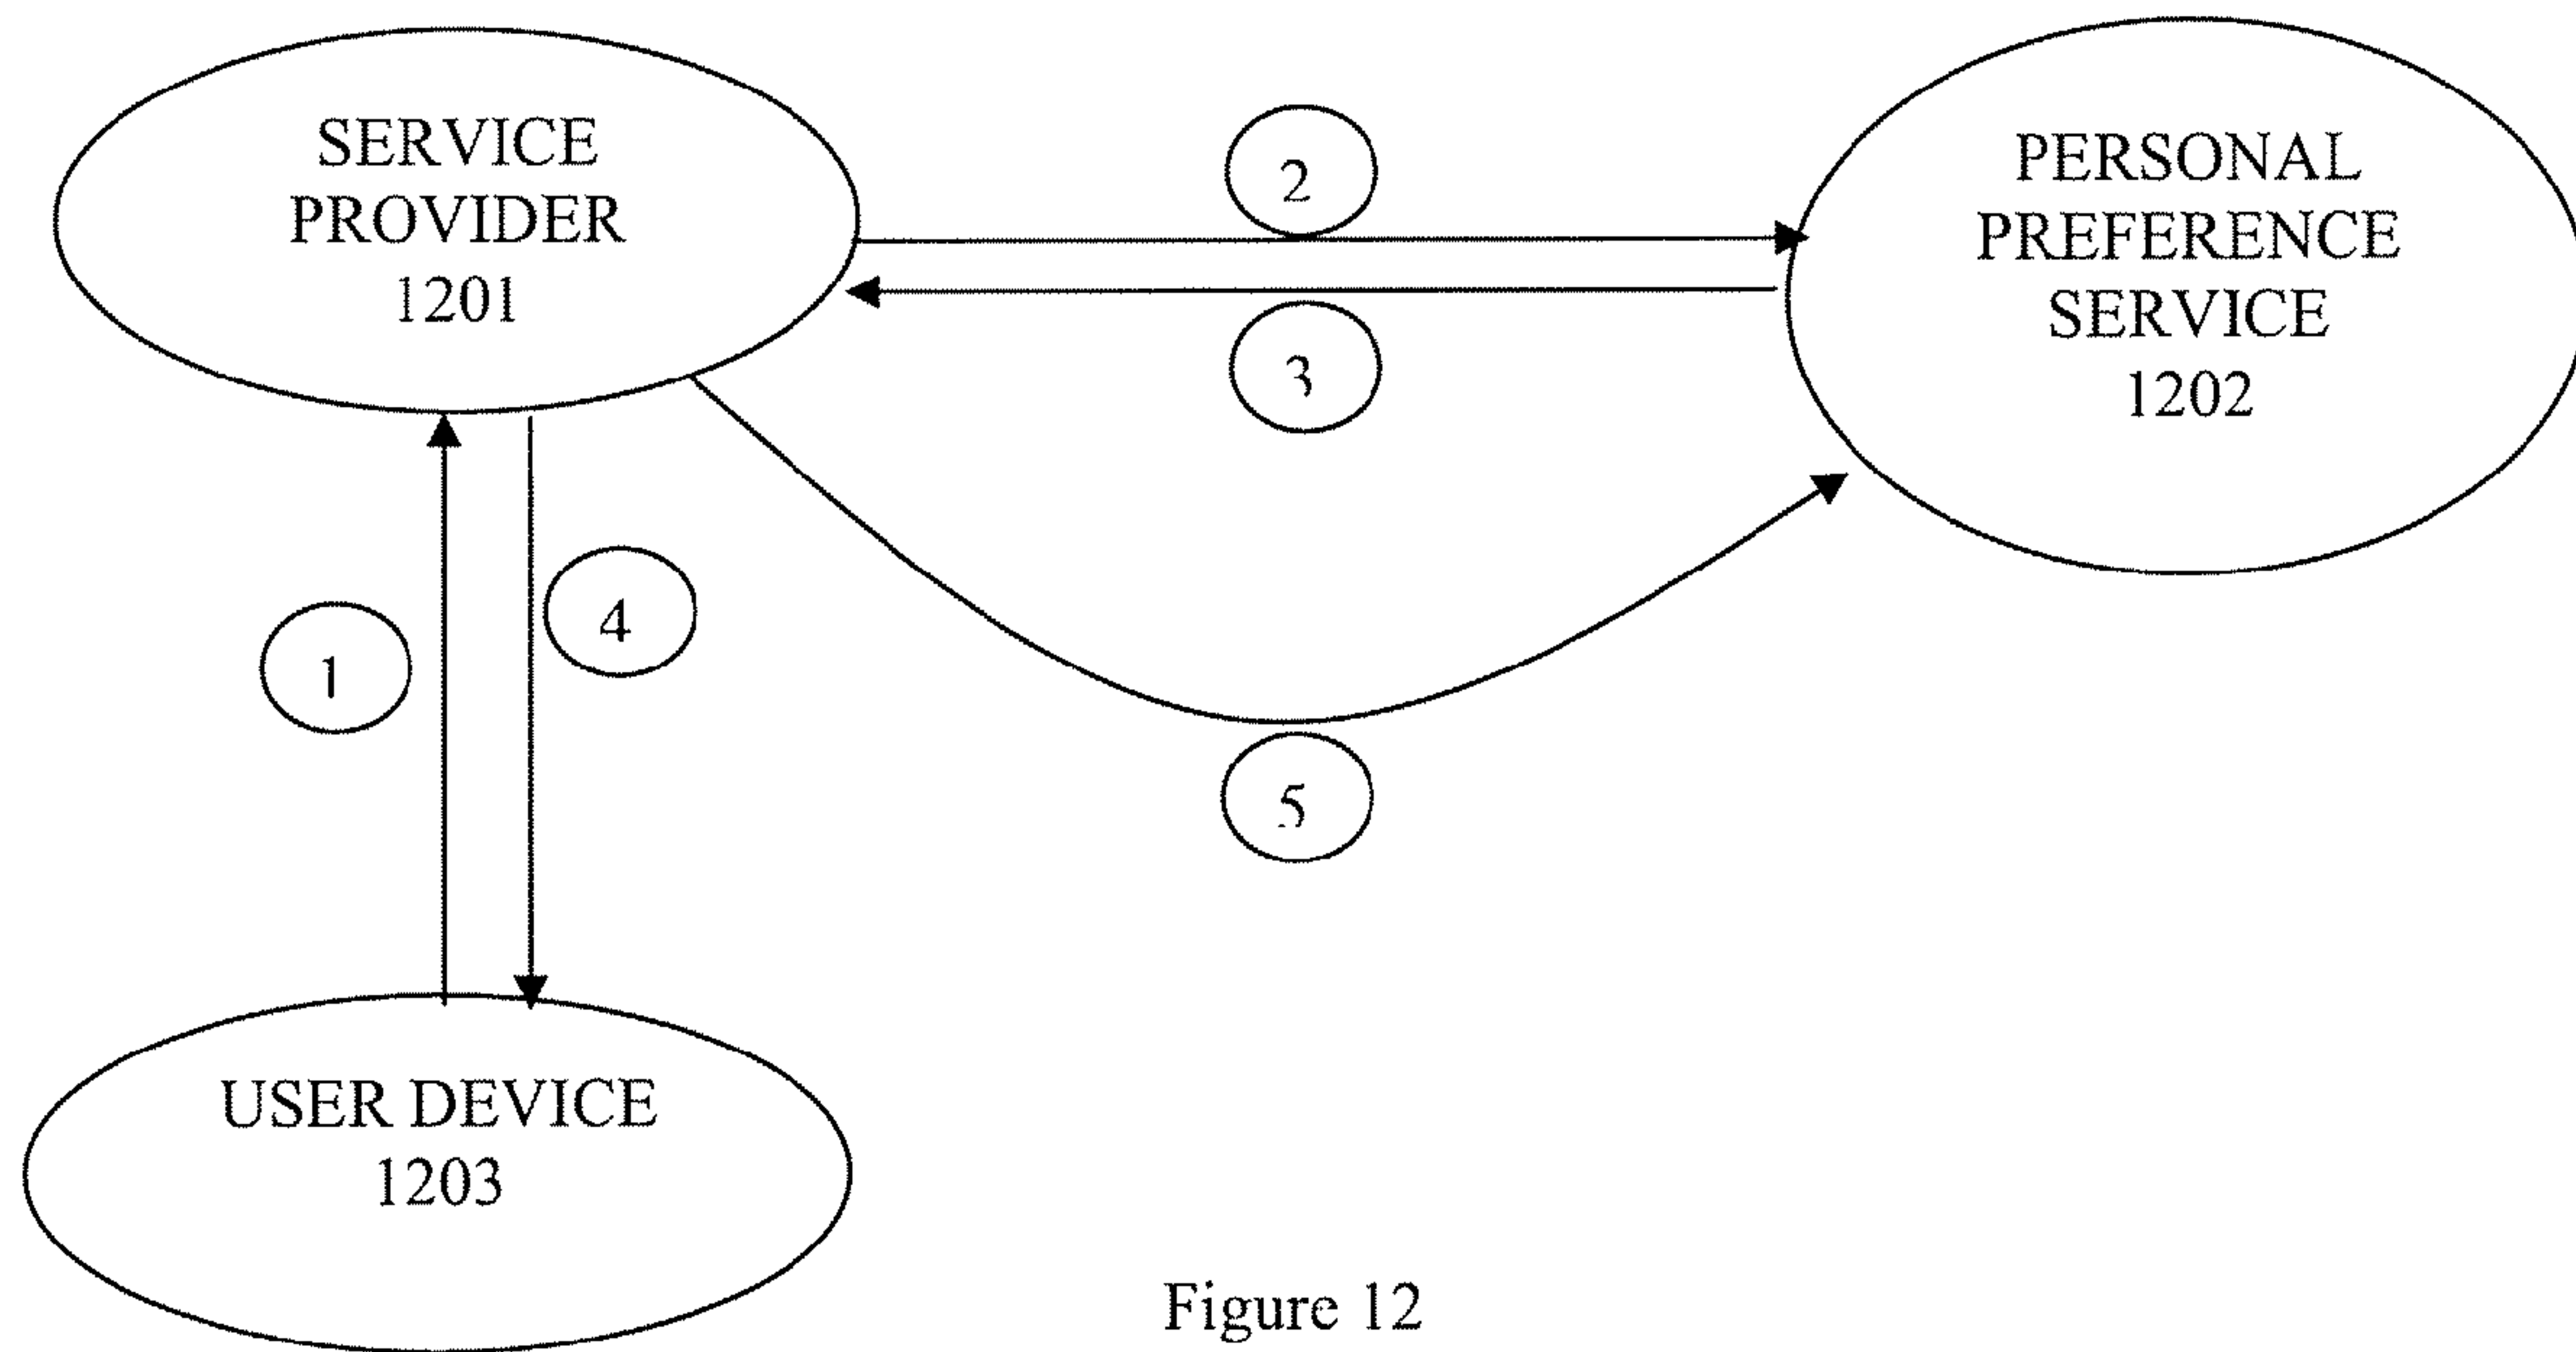 SERVICE
PROVIDER
1201
2
3
PERSONAL
PREFERENCE
SERVICE
1202
1
4
5
USER DEVICE
1203
Figure 12